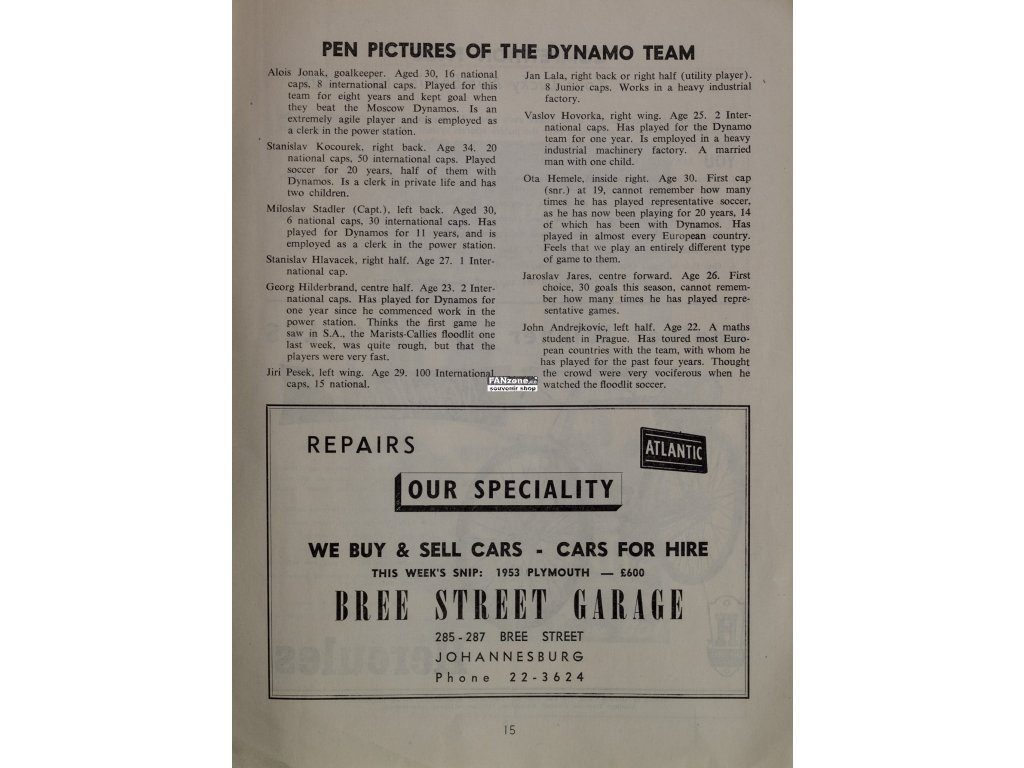 PEN PICTURES OF THE DYNAMO TEAM
Alois Jonak, goalkeeper. Aged 30, 16 national
caps, 8 international caps. Played for this
team for eight years and kept goal when
they beat the Moscow Dynamos. Is an
extremely agile player and is employed as
a clerk in the power station.
Stanislav Kocourek, right back. Age 34. 20
national caps, 50 international caps. Played
soccer for 20 years, half of them with
Dynamos. Is a clerk in private life and has
two children.
Miloslav Stadler (Capt.), left back. Aged 30,
6 national caps, 30 international caps. Has
played for Dynamos for 11 years, and is
employed as a clerk in the power station.
Stanislav Hlavacek, right half. Age 27. 1 Inter-
national cap.
Georg Hilderbrand, centre half. Age 23. 2 Inter-
national caps. Has played for Dynamos for
one year since he commenced work in the
power station. Thinks the first game he
saw in S.A., the Marists-Callies floodlit one
last week, was quite rough, but that the
players were very fast.
Jiri Pesek, left wing. Age 29. 100 International
caps, 15 national.
Jan Lala, right back or right half (utility player).
8 Junior caps. Works in a heavy industrial
factory.
Vaslov Hovorka, right wing. Age 25. 2 Inter-
national caps. Has played for the Dynamo
team for one year. Is employed in a heavy
industrial machinery factory. A married
man with one child.
Ota Hemele, inside right. Age 30. First cap
(snr.) at 19, cannot remember how many
times he has played representative soccer,
as he has now been playing for 20 years, 14
of which has been with Dynamos. Has
played in almost every European country.
Feels that we play an entirely different type
of game to them.
Jaroslav Jares, centre forward. Age 26. First
choice, 30 goals this season, cannot remem-
ber how many times he has played repre-
sentative games.
John Andrejkovic, left half. Age 22. A maths
student in Prague. Has toured most Euro-
pean countries with the team, with whom he
has played for the past four years. Thought
the crowd were very vociferous when he
watched the floodlit soccer.
FANzone.cz
souvenir shop
REPAIRS
ATLANTIC
OUR SPECIALITY
WE BUY & SELL CARS - CARS FOR HIRE
THIS WEEK'S SNIP: 1953 PLYMOUTH — £600
BREE STREET GARAGE
285-287 BREE STREET
JOHANNESBURG
Phone 22-3624
15